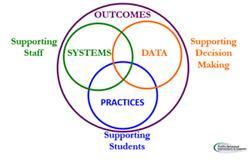 OUTCOMES
Supporting
Staff
SYSTEMS
DATA
Supporting
Decision
Making
PRACTICES
Supporting
Students